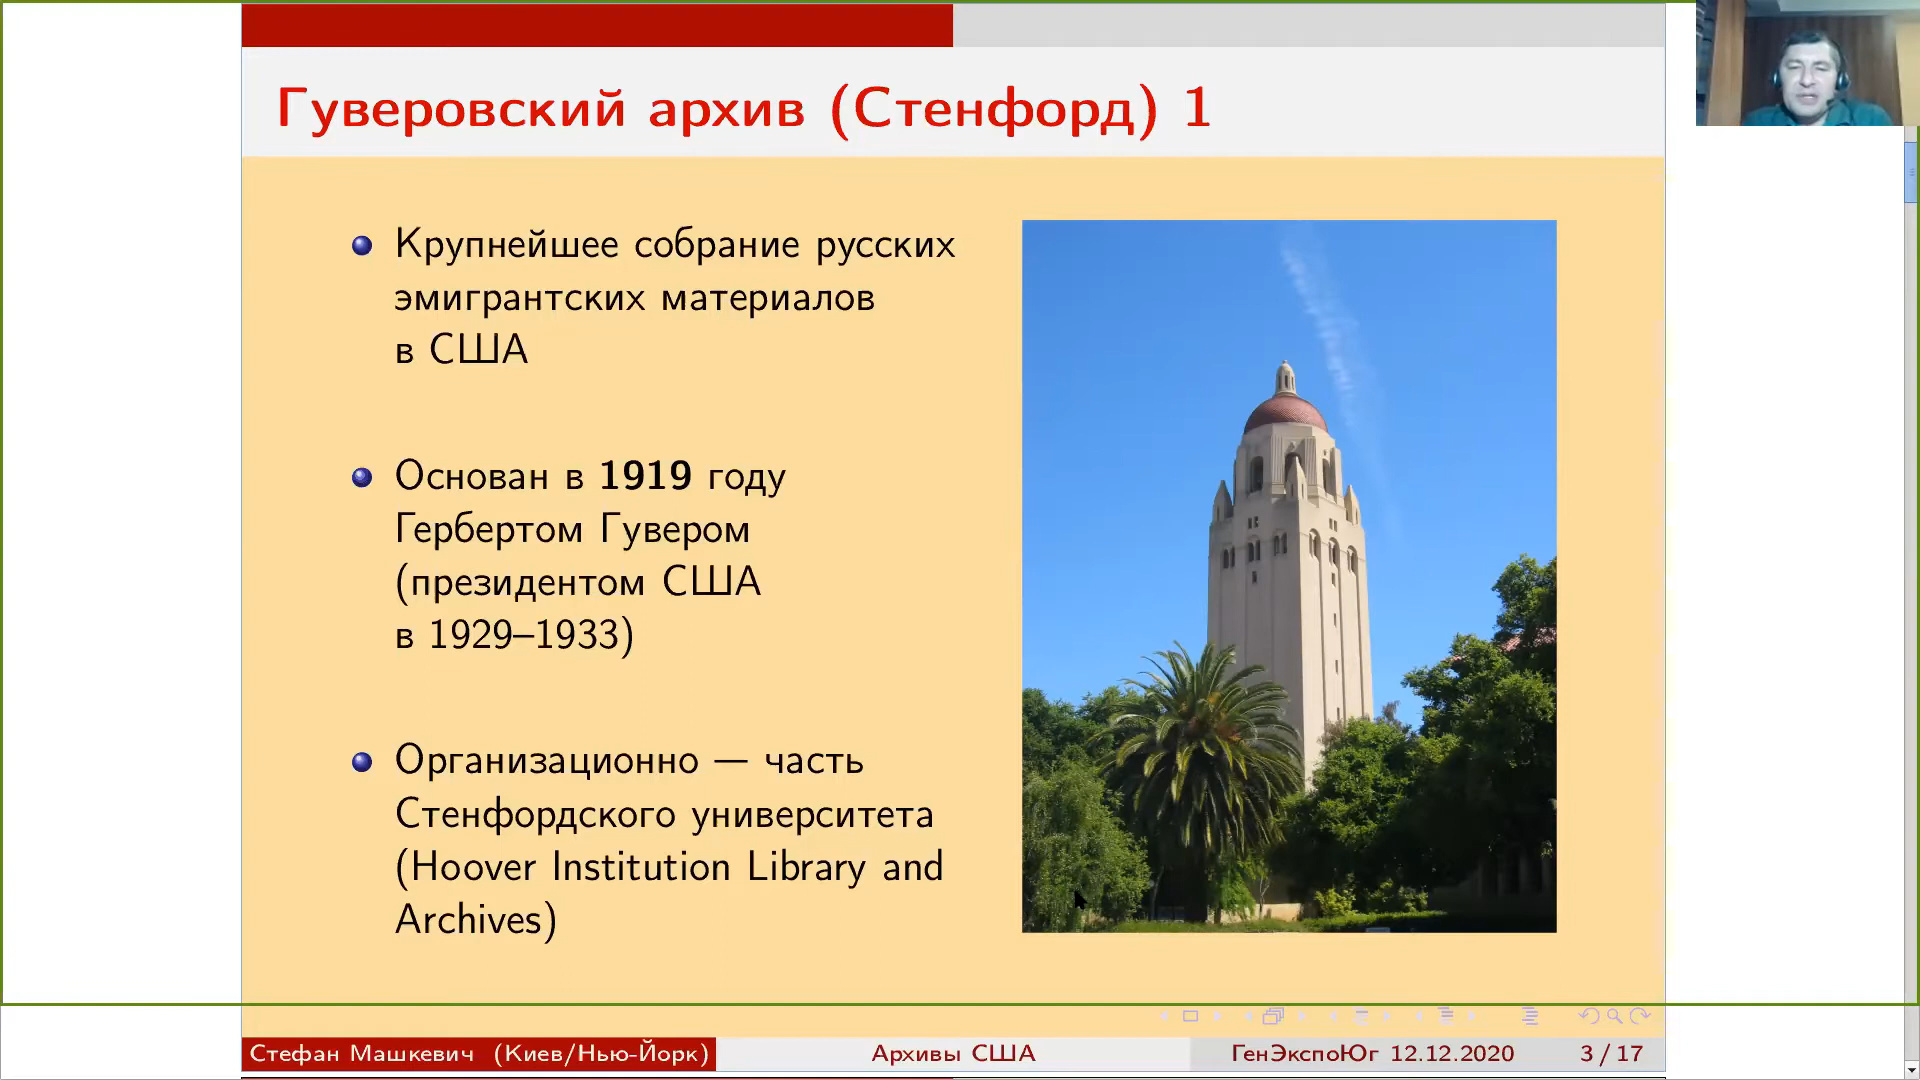 Гуверовский архив (Стенфорд) 1
Крупнейшее собрание русских
эмигрантских материалов
в США
Основан в 1919 году
Гербертом Гувером
(президентом США
в 1929–1933)
Организационно — часть
Стенфордского университета
(Hoover Institution Library and
Archives)
Стефан Машкевич (Киев/Нью-Йорк)
Архивы США
ГенЭкспоЮг 12.12.2020
3 / 17